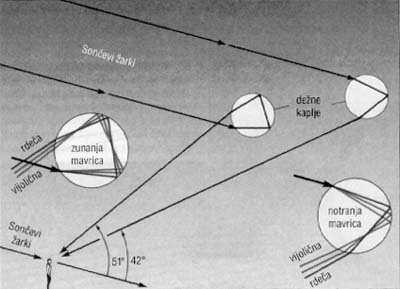 Sončevi žarki
dežne
kaplje
rdeča
zunanja
mavrica
vijolična
notranja
mavrica
Sončevi
žarki
51° 42°
vijolična
rdeča